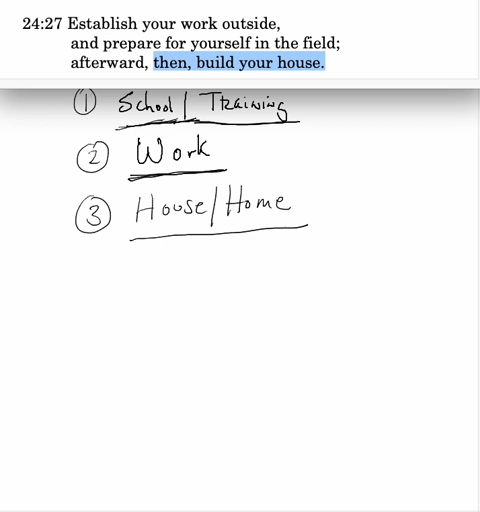 24:27 Establish your work outside,
and prepare for yourself in the field;
afterward, then, build your house.
① School/Training
② Work
③ House/Home